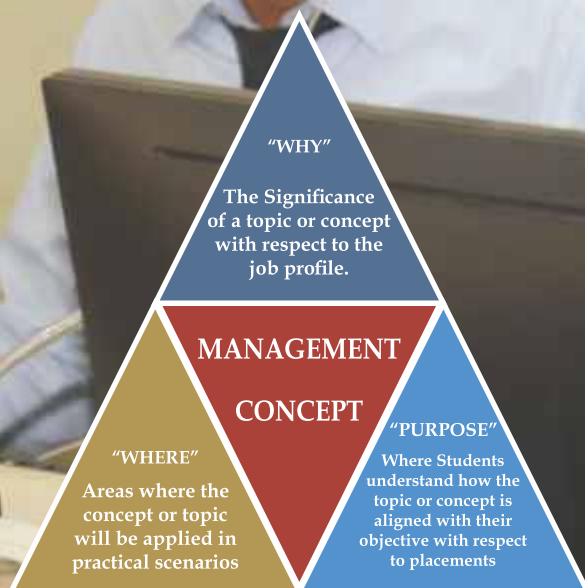 “WHY”
The Significance
of a topic or concept
with respect to the
job profile.
MANAGEMENT
CONCEPT
“WHERE”
Areas where the
concept or topic
will be applied in
practical scenarios
“PURPOSE”
Where Students
understand how the
topic or concept is
aligned with their
objective with respect
to placements